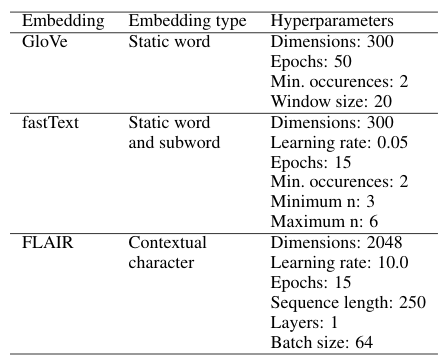 Embedding Embedding type Hyperparameters
GloVe Static word Dimensions: 300
Epochs: 50
Min. occurences: 2
Window size: 20
fastText Static word Dimensions: 300
and subword Learning rate: 0.05
Epochs: 15
Min. occurences: 2
Minimum n: 3
Maximum n: 6
FLAIR Contextual Dimensions: 2048
character Learning rate: 10.0
Epochs: 15
Sequence length: 250
Layers: 1
Batch size: 64